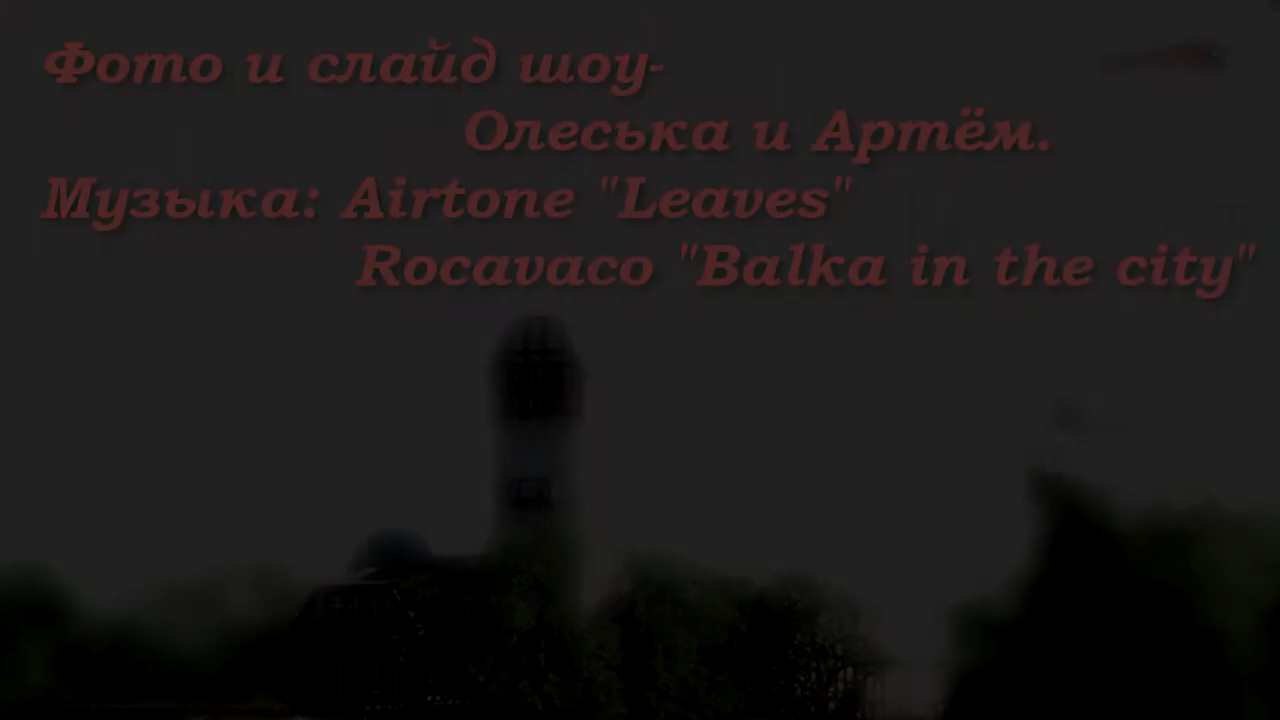 Фото и слайд шоу-
Олеська и Артём.
Музыка: Airtone "Leaves"
Rocavaco "Balka in the city"